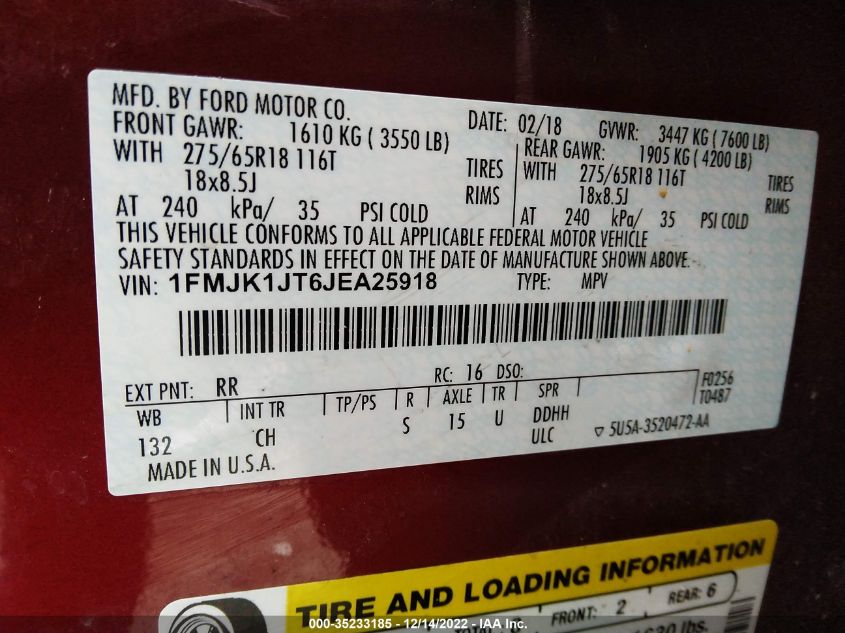 MFD. BY FORD MOTOR CO.
DATE: 02/18 GVWR: 3447 KG ( 7600 LB)
FRONT GAWR: 1610 KG ( 3550 LB)
REAR GAWR: 1905 KG ( 4200 LB)
WITH 275/65R18 116T TIRES
WITH 275/65R18 116T TIRES
18x8.5J RIMS
18x8.5J RIMS
AT 240 kPa/ 35 PSI COLD
AT 240 kPa/ 35 PSI COLD
THIS VEHICLE CONFORMS TO ALL APPLICABLE FEDERAL MOTOR VEHICLE
SAFETY STANDARDS IN EFFECT ON THE DATE OF MANUFACTURE SHOWN ABOVE.
VIN: 1FMJK1JT6JEA25918 TYPE: MPV
EXT PNT: RR RC: 16 DSO:
F0256
T0487
WB INT TR TP/PS R AXLE TR SPR
132 CH S 15 U DDHH
ULC ▽ 5U5A-3520472-AA
MADE IN U.S.A.
TIRE AND LOADING INFORMATION
FRONT: 2 REAR: 6
lbs.
000-35233185 - 12/14/2022 - IAA Inc.